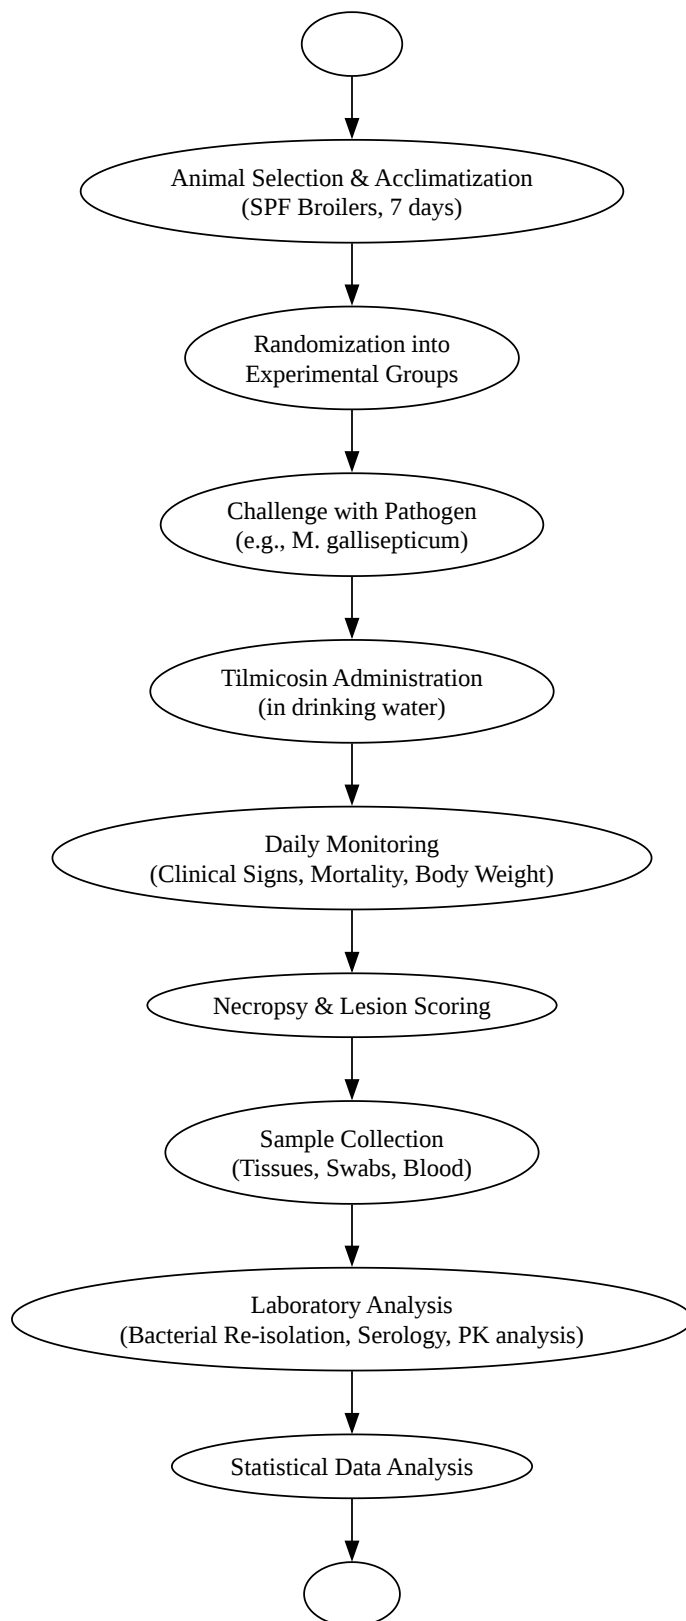 Animal Selection & Acclimatization
(SPF Broilers, 7 days)
Randomization into
Experimental Groups
Challenge with Pathogen
(e.g., M. gallisepticum)
Tilmicosin Administration
(in drinking water)
Daily Monitoring
(Clinical Signs, Mortality, Body Weight)
Necropsy & Lesion Scoring
Sample Collection
(Tissues, Swabs, Blood)
Laboratory Analysis
(Bacterial Re-isolation, Serology, PK analysis)
Statistical Data Analysis